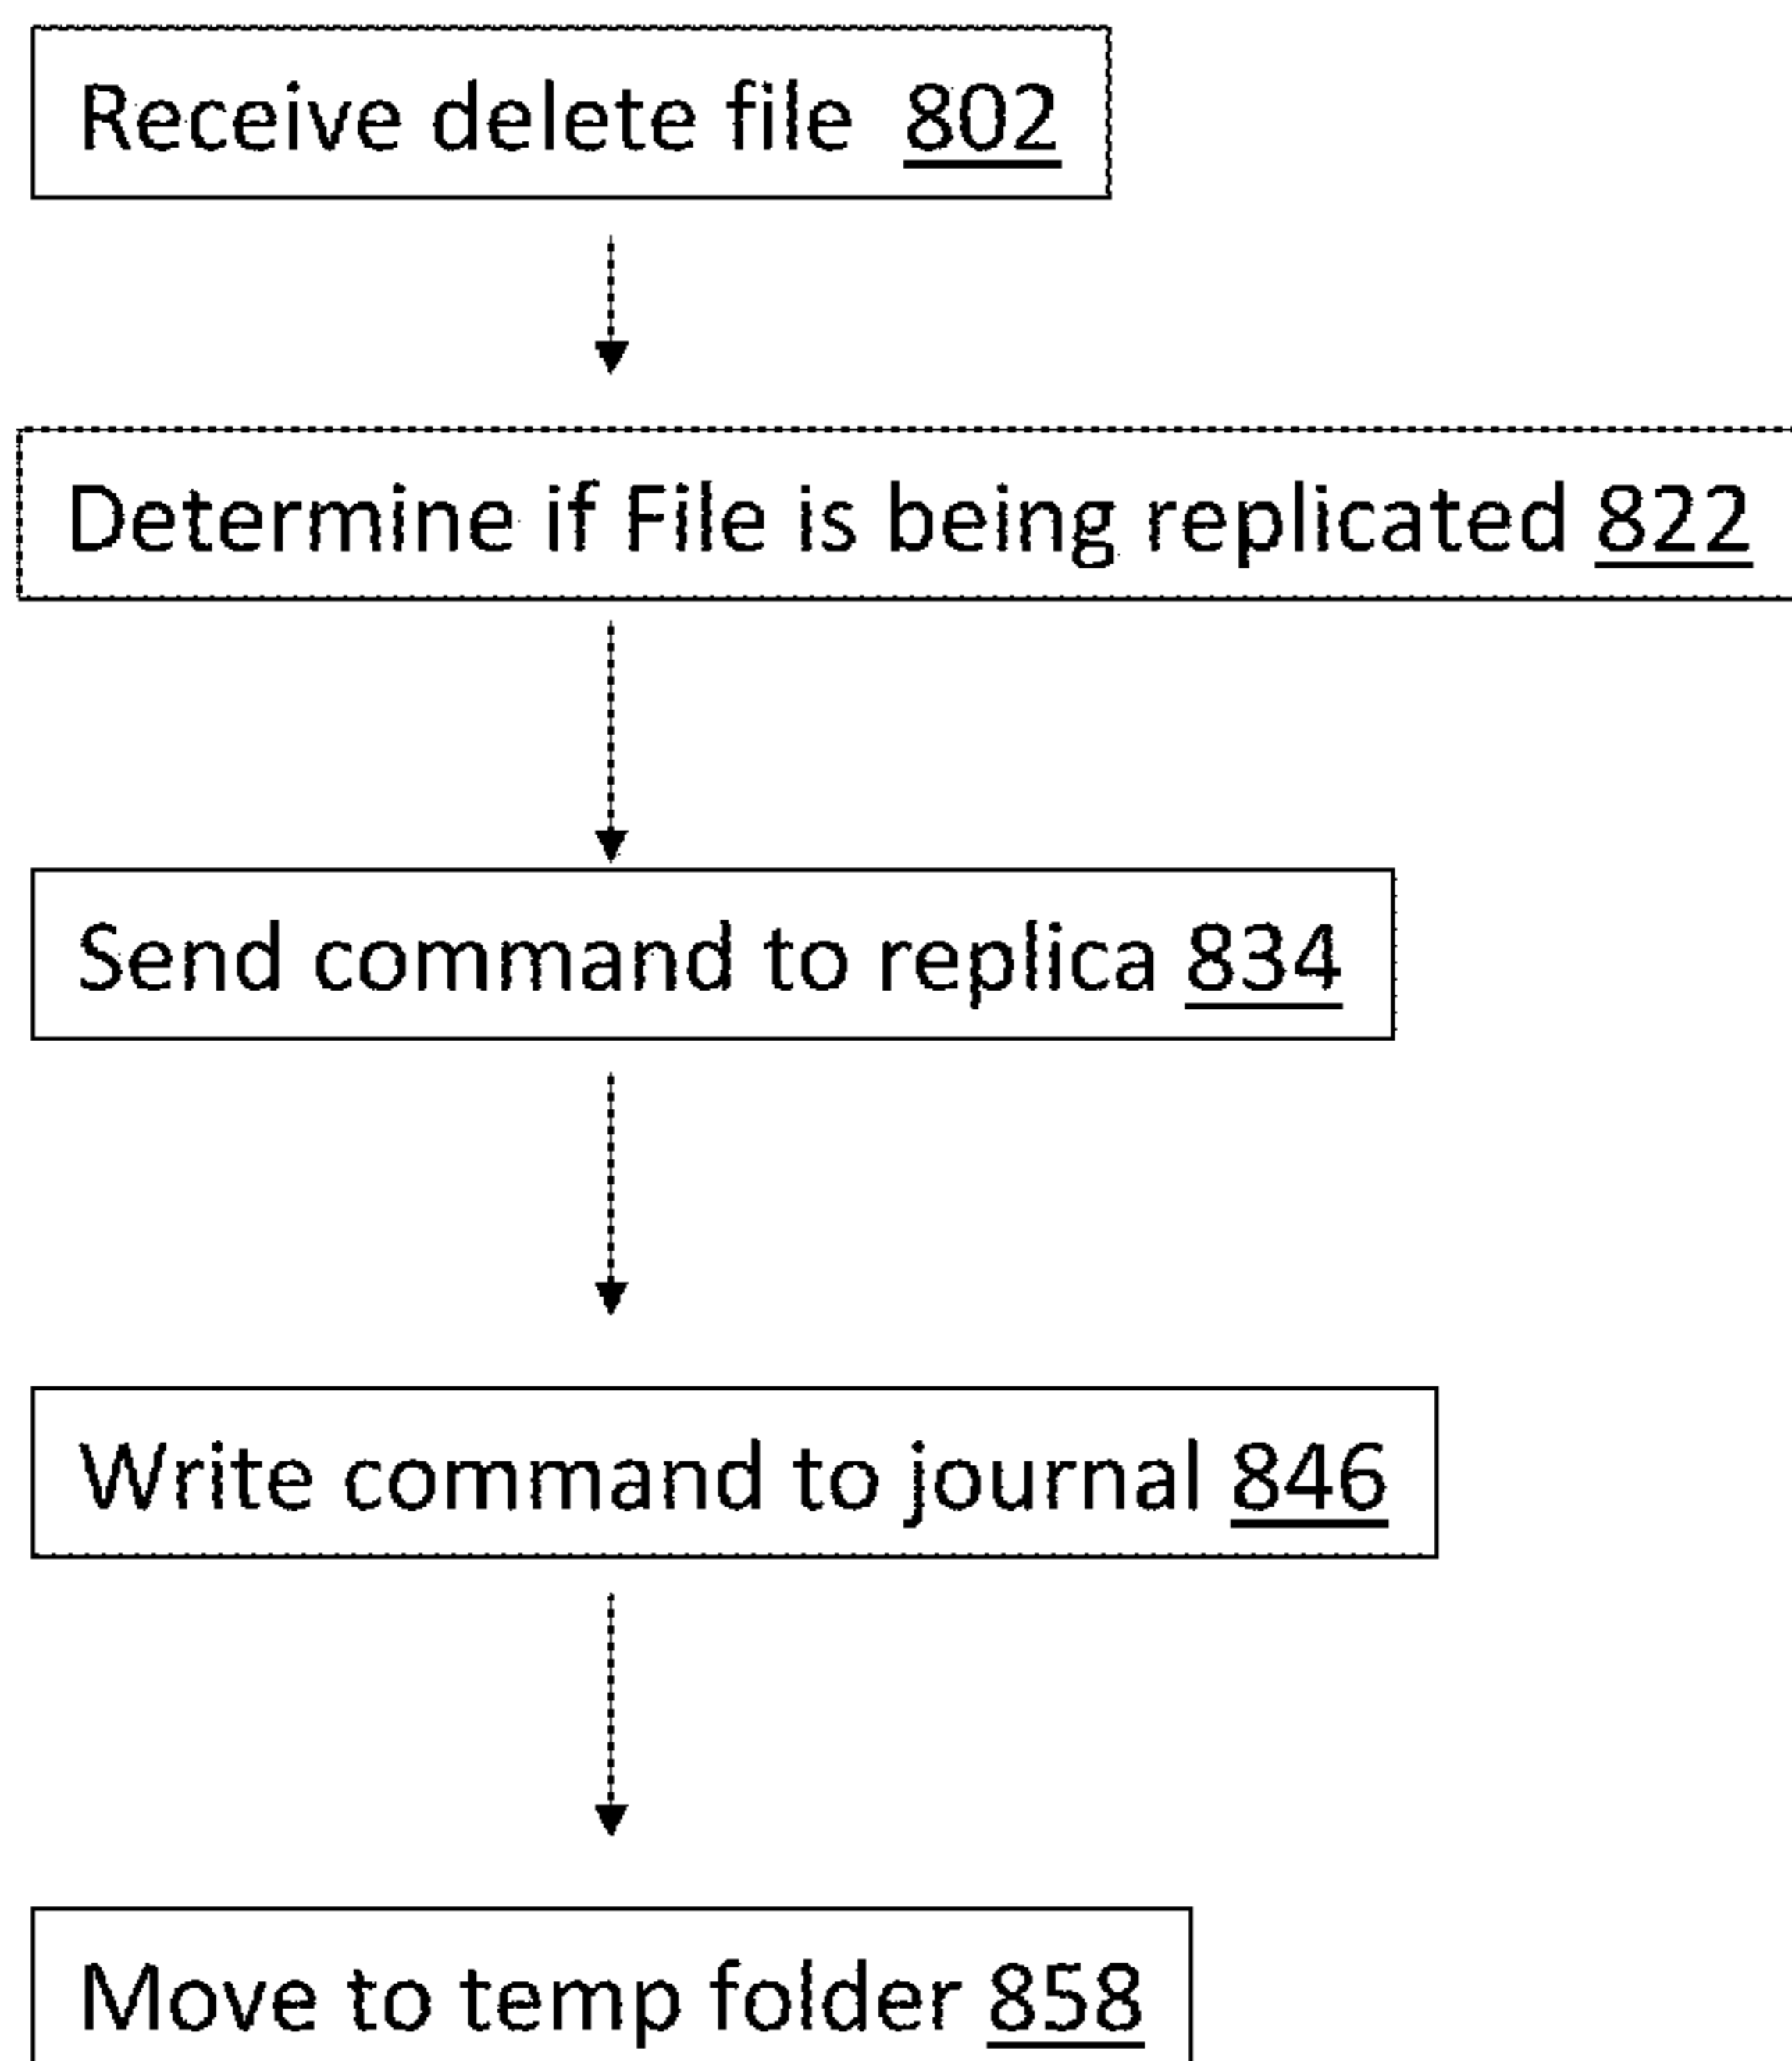 Receive delete file 802
Determine if File is being replicated 822
Send command to replica 834
Write command to journal 846
Move to temp folder 858